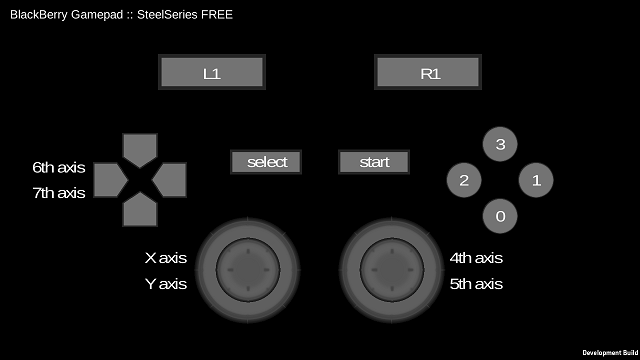 BlackBerry Gamepad :: SteelSeries FREE
L1
R1
3
6th axis
select
start
2
1
7th axis
0
X axis
4th axis
Y axis
5th axis
Development Build